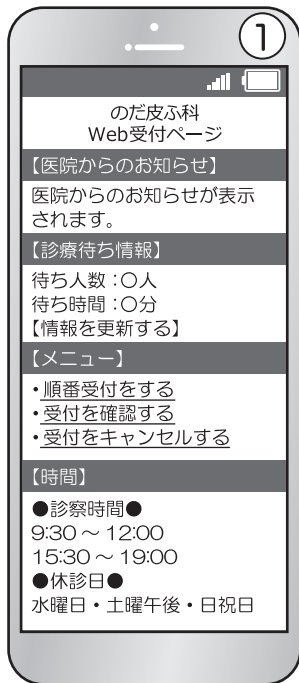 ①
のだ皮ふ科
Web受付ページ
【医院からのお知らせ】
医院からのお知らせが表示
されます。
【診療待ち情報】
待ち人数：〇人
待ち時間：〇分
【情報を更新する】
【メニュー】
・順番受付をする
・受付を確認する
・受付をキャンセルする
【時間】
●診察時間●
9:30～12:00
15:30～19:00
●休診日●
水曜日・土曜午後・日祝日